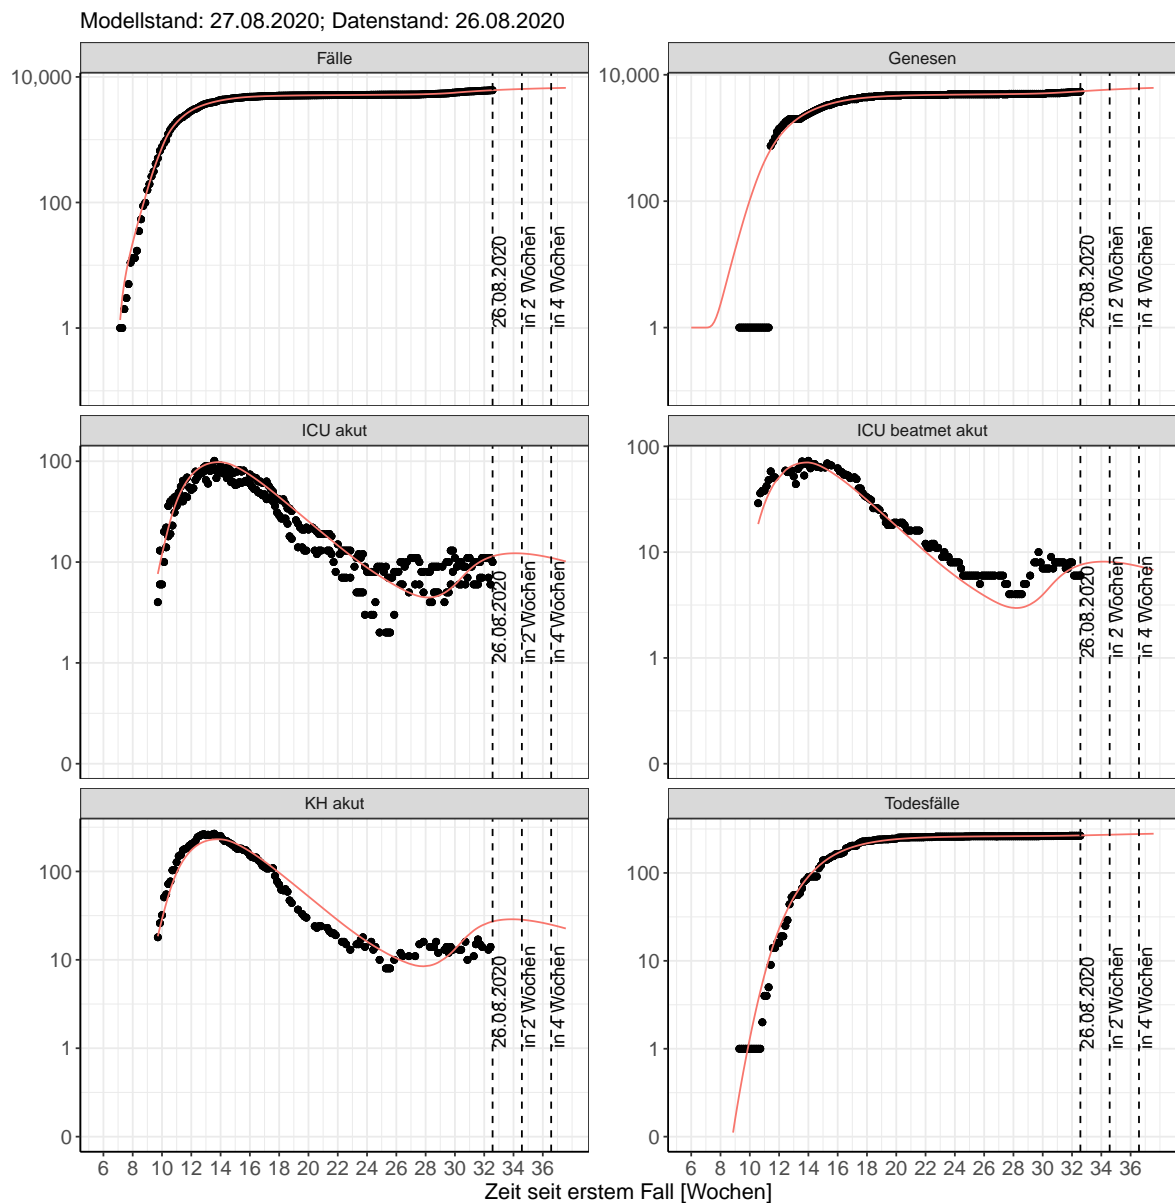 Modellstand: 27.08.2020; Datenstand: 26.08.2020
Fälle
10,000
100
1
26.08.2020
in 2 Wochen
in 4 Wochen
Genesen
10,000
100
1
26.08.2020
in 2 Wochen
in 4 Wochen
ICU akut
100
10
1
0
26.08.2020
in 2 Wochen
in 4 Wochen
ICU beatmet akut
100
10
1
0
26.08.2020
in 2 Wochen
in 4 Wochen
KH akut
100
10
1
0
26.08.2020
in 2 Wochen
in 4 Wochen
Todesfälle
100
10
1
0
26.08.2020
in 2 Wochen
in 4 Wochen
6 8 10 12 14 16 18 20 22 24 26 28 30 32 34 36
6 8 10 12 14 16 18 20 22 24 26 28 30 32 34 36
Zeit seit erstem Fall [Wochen]